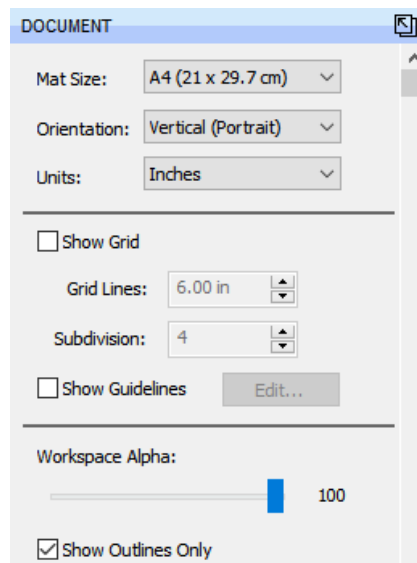 DOCUMENT
Mat Size: A4 (21 x 29.7 cm)
Orientation: Vertical (Portrait)
Units: Inches
Show Grid
Grid Lines: 6.00 in
Subdivision: 4
Show Guidelines Edit...
Workspace Alpha:
100
Show Outlines Only